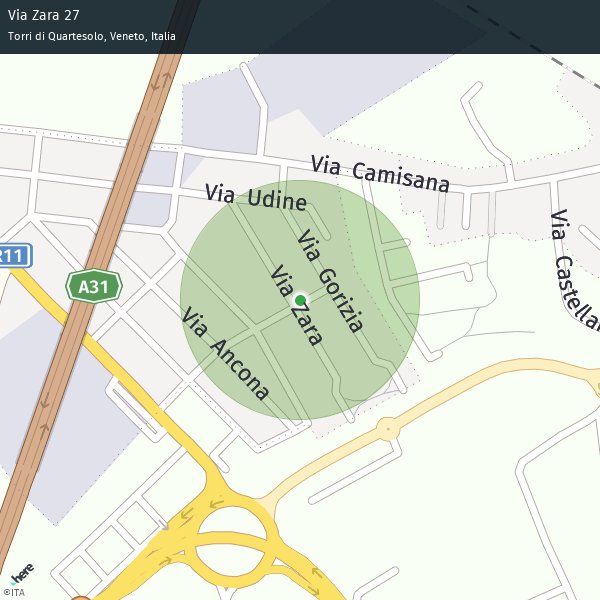 Via Zara 27
Torri di Quartesolo, Veneto, Italia
Via Camisana
Via Udine
Via Gorizia
Via Castellan
R11
A31
Via Zara
Via Ancona
here
©ITA